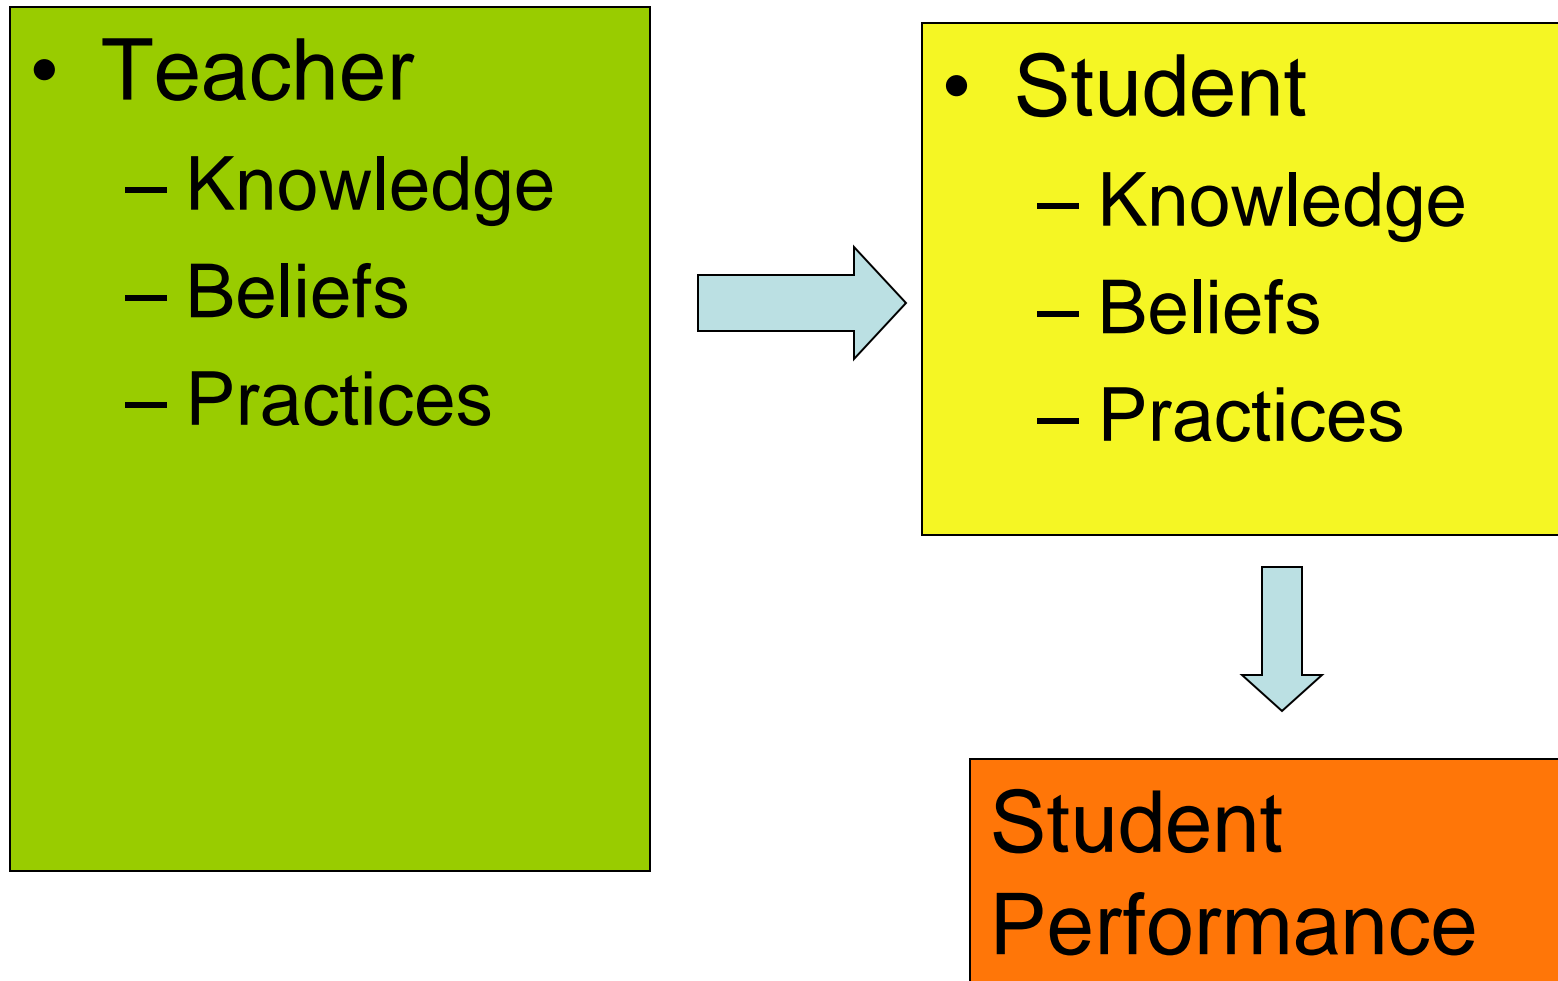 • Teacher
– Knowledge
– Beliefs
– Practices
• Student
– Knowledge
– Beliefs
– Practices
Student
Performance